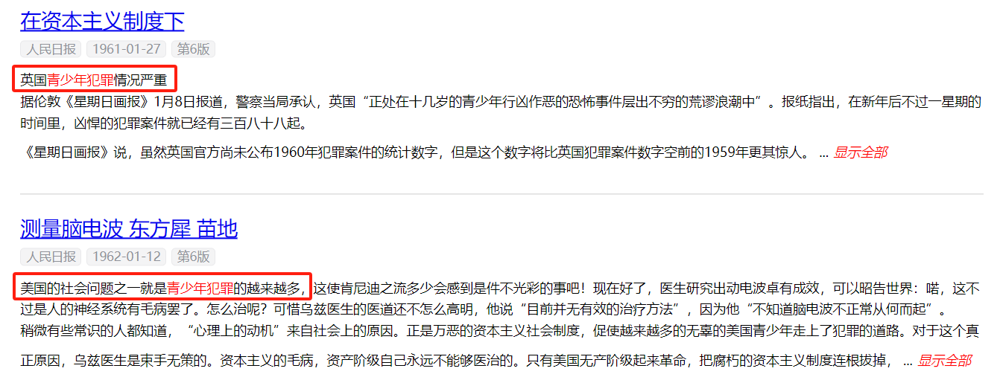 在资本主义制度下
人民日报 1961-01-27 第6版
英国青少年犯罪情况严重
据伦敦《星期日画报》1月8日报道，警察当局承认，英国“正处在十几岁的青少年行凶作恶的恐怖事件层出不穷的荒谬浪潮中”。报纸指出，在新年后不过一星期的
时间里，凶悍的犯罪案件就已经有三百八十八起。
《星期日画报》说，虽然英国官方尚未公布1960年犯罪案件的统计数字，但是这个数字将比英国犯罪案件数字空前的1959年更其惊人。 ... 显示全部
测量脑电波 东方犀 苗地
人民日报 1962-01-12 第6版
美国的社会问题之一就是青少年犯罪的越来越多，这使肯尼迪之流多少会感到是件不光彩的事吧！现在好了，医生研究出动电波卓有成效，可以昭告世界：喏，这不
过是人的神经系统有毛病罢了。怎么治呢？可惜乌兹医生的医道还不怎么高明，他说“目前并无有效的治疗方法”，因为他“不知道脑电波不正常从何而起”。
稍微有些常识的人都知道，“心理上的动机”来自社会上的原因。正是万恶的资本主义社会制度，促使越来越多的无辜的美国青少年走上了犯罪的道路。对于这个真
正原因，乌兹医生是束手无策的。资本主义的毛病，资产阶级自己永远不能够医治的。只有美国无产阶级起来革命，把腐朽的资本主义制度连根拔掉， ... 显示全部